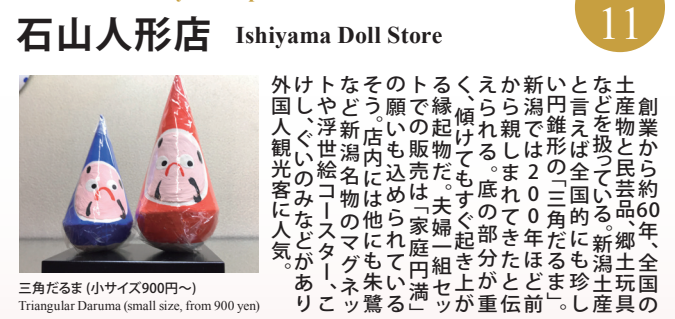 石山人形店 Ishiyama Doll Store
11
創業から約60年、全国の
土産物と民芸品、郷土玩具
などを扱っている。新潟土産
と言えば全国的にも珍し
い円錐形の「三角だるま」。
新潟では200年ほど前
から親しまれてきたと伝
えられる。底の部分が重
く、傾けてもすぐ起き上が
る縁起物だ。夫婦一組セッ
トでの販売は「家庭円満」
の願いも込められている
そう。店内には他にも朱鷺
など新潟名物のマグネッ
トや浮世絵コースター、こ
けし、ぐいのみなどがあり
外国人観光客に人気。
三角だるま (小サイズ900円〜)
Triangular Daruma (small size, from 900 yen)